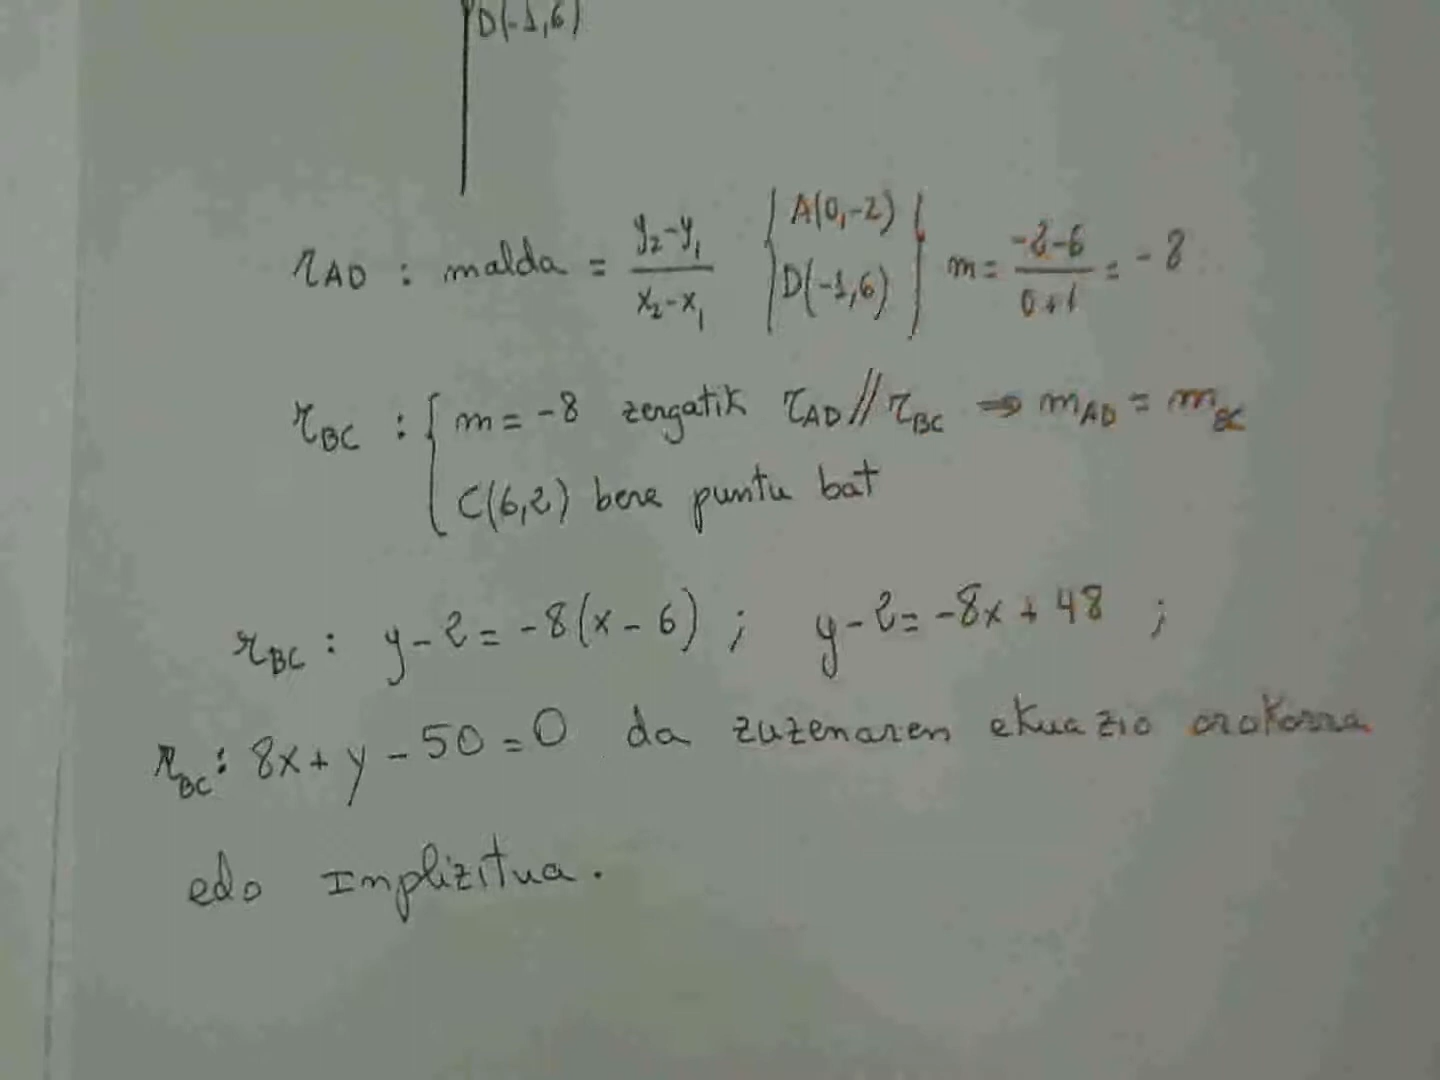 D(-1,6)
r_AD : malda = (y₂-y₁)/(x₂-x₁) { A(0,-2) D(-1,6) } m = (-2-6)/(0+1) = -8
r_BC : { m = -8 zergatik r_AD // r_BC ⇒ m_AD = m_BC
C(6,2) bere puntu bat
r_BC : y-2 = -8(x-6) ; y-2 = -8x + 48 ;
r_BC : 8x + y - 50 = 0 da zuzenaren ekuazio orokorra
edo Implizitua.